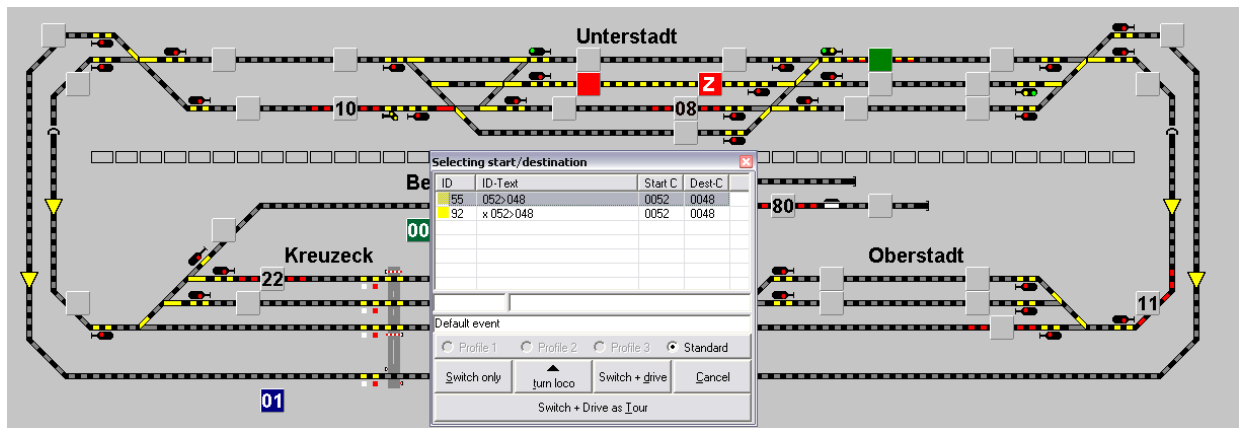 Unterstadt
Z
10
08
Selecting start/destination
Be
ID ID-Text Start C Dest-C
55 052>048 0052 0048
92 x 052>048 0052 0048
80
00
Kreuzeck
Oberstadt
22
11
Default event
Profile 1 Profile 2 Profile 3 Standard
Switch only turn loco Switch + drive Cancel
01
Switch + Drive as Tour